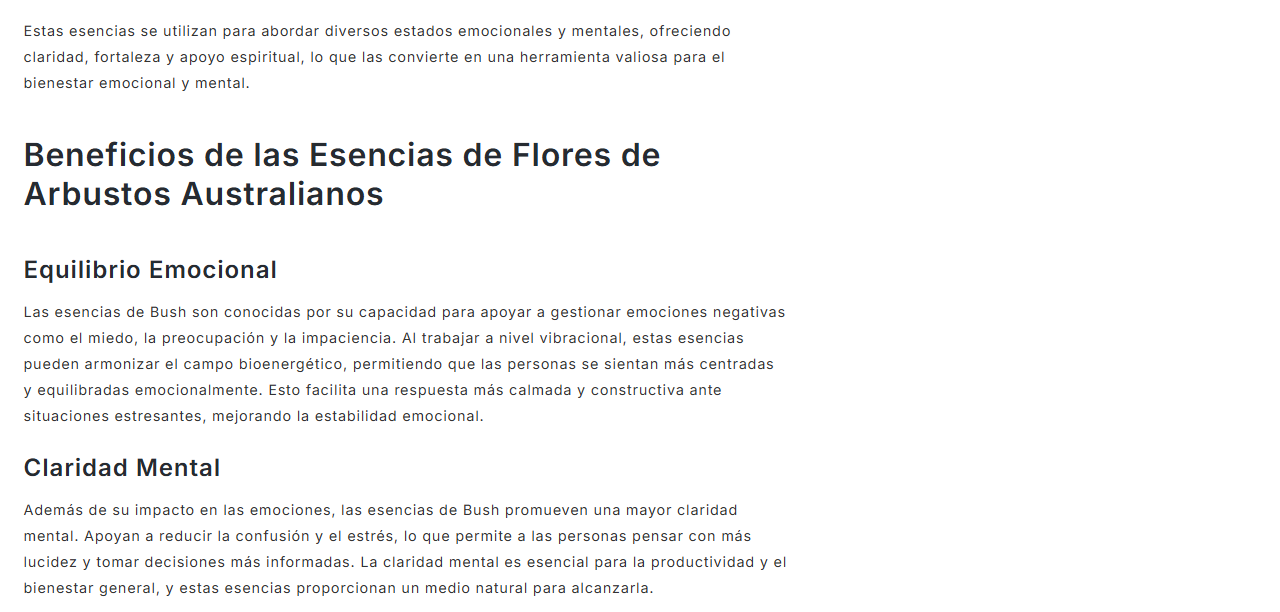 Estas esencias se utilizan para abordar diversos estados emocionales y mentales, ofreciendo
claridad, fortaleza y apoyo espiritual, lo que las convierte en una herramienta valiosa para el
bienestar emocional y mental.
Beneficios de las Esencias de Flores de
Arbustos Australianos
Equilibrio Emocional
Las esencias de Bush son conocidas por su capacidad para apoyar a gestionar emociones negativas
como el miedo, la preocupación y la impaciencia. Al trabajar a nivel vibracional, estas esencias
pueden armonizar el campo bioenergético, permitiendo que las personas se sientan más centradas
y equilibradas emocionalmente. Esto facilita una respuesta más calmada y constructiva ante
situaciones estresantes, mejorando la estabilidad emocional.
Claridad Mental
Además de su impacto en las emociones, las esencias de Bush promueven una mayor claridad
mental. Apoyan a reducir la confusión y el estrés, lo que permite a las personas pensar con más
lucidez y tomar decisiones más informadas. La claridad mental es esencial para la productividad y el
bienestar general, y estas esencias proporcionan un medio natural para alcanzarla.